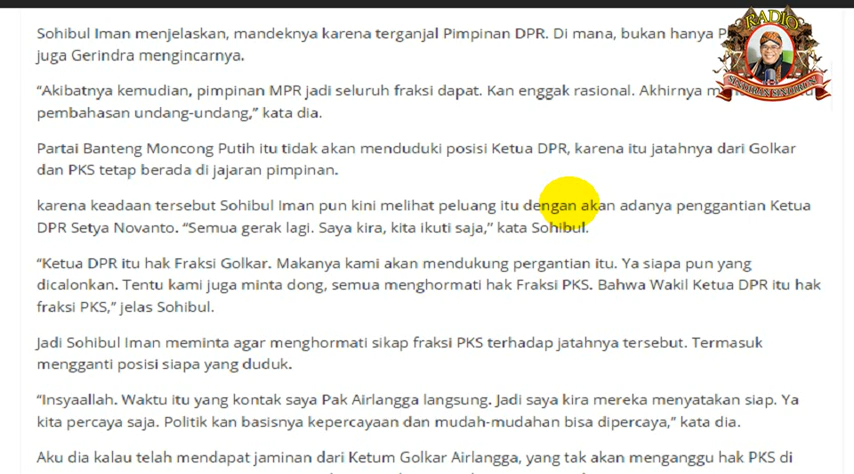 Sohibul Iman menjelaskan, mandeknya karena terganjal Pimpinan DPR. Di mana, bukan hanya
juga Gerindra mengincarnya.
“Akibatnya kemudian, pimpinan MPR jadi seluruh fraksi dapat. Kan enggak rasional. Akhirnya
pembahasan undang-undang,” kata dia.
Partai Banteng Moncong Putih itu tidak akan menduduki posisi Ketua DPR, karena itu jatahnya dari Golkar
dan PKS tetap berada di jajaran pimpinan.
karena keadaan tersebut Sohibul Iman pun kini melihat peluang itu dengan akan adanya penggantian Ketua
DPR Setya Novanto. “Semua gerak lagi. Saya kira, kita ikuti saja,” kata Sohibul.
“Ketua DPR itu hak Fraksi Golkar. Makanya kami akan mendukung pergantian itu. Ya siapa pun yang
dicalonkan. Tentu kami juga minta dong, semua menghormati hak Fraksi PKS. Bahwa Wakil Ketua DPR itu hak
fraksi PKS,” jelas Sohibul.
Jadi Sohibul Iman meminta agar menghormati sikap fraksi PKS terhadap jatahnya tersebut. Termasuk
mengganti posisi siapa yang duduk.
“Insyaallah. Waktu itu yang kontak saya Pak Airlangga langsung. Jadi saya kira mereka menyatakan siap. Ya
kita percaya saja. Politik kan basisnya kepercayaan dan mudah-mudahan bisa dipercaya,” kata dia.
Aku dia kalau telah mendapat jaminan dari Ketum Golkar Airlangga, yang tak akan menganggu hak PKS di
RADIO